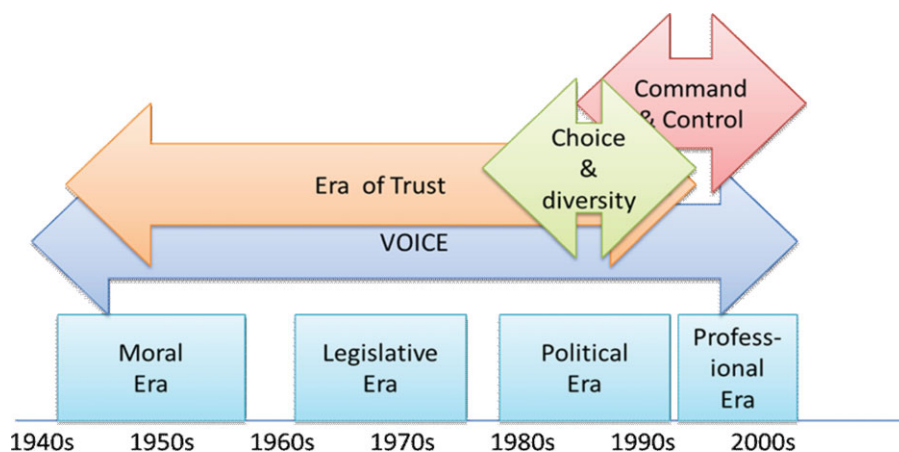 Command
& Control
Choice
&
diversity
Era of Trust
VOICE
Moral
Era
Legislative
Era
Political
Era
Profess-
ional
Era
1940s 1950s 1960s 1970s 1980s 1990s 2000s